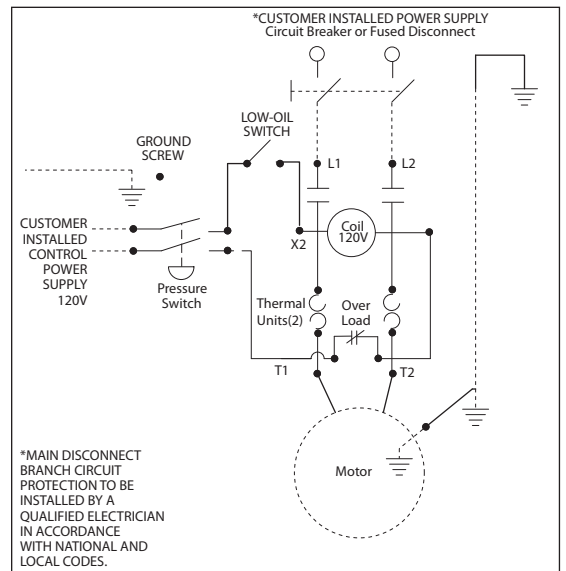 *CUSTOMER INSTALLED POWER SUPPLY
Circuit Breaker or Fused Disconnect
LOW-OIL
SWITCH
GROUND
SCREW
L1
L2
CUSTOMER
INSTALLED
CONTROL
POWER
SUPPLY
120V
X2
Coil
120V
Pressure
Switch
Thermal
Units(2)
Over
Load
T1
T2
Motor
*MAIN DISCONNECT
BRANCH CIRCUIT
PROTECTION TO BE
INSTALLED BY A
QUALIFIED ELECTRICIAN
IN ACCORDANCE
WITH NATIONAL AND
LOCAL CODES.